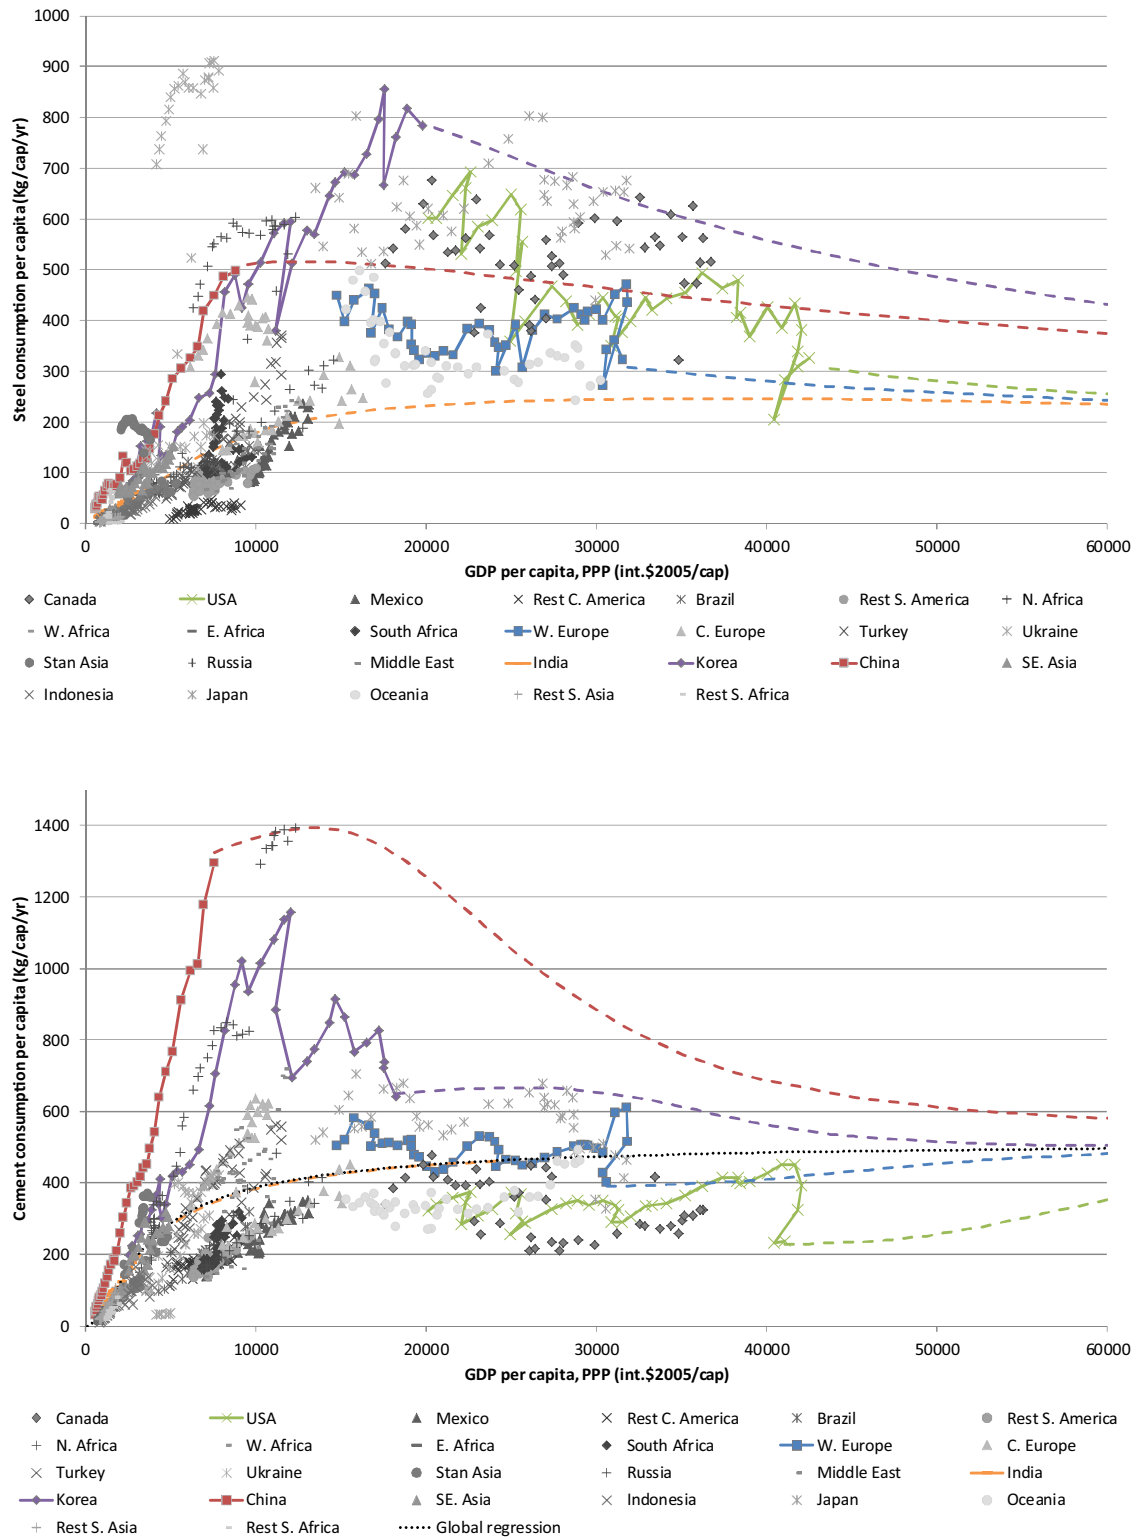 1000
900
800
700
600
500
400
300
200
100
0
Steel consumption per capita (Kg/cap/yr)
0 10000 20000 30000 40000 50000 60000
GDP per capita, PPP (int.$2005/cap)
Canada USA Mexico Rest C. America Brazil Rest S. America N. Africa
W. Africa E. Africa South Africa W. Europe C. Europe Turkey Ukraine
Stan Asia Russia Middle East India Korea China SE. Asia
Indonesia Japan Oceania Rest S. Asia Rest S. Africa
1400
1200
1000
800
600
400
200
0
Cement consumption per capita (Kg/cap/yr)
0 10000 20000 30000 40000 50000 60000
GDP per capita, PPP (int.$2005/cap)
Canada USA Mexico Rest C. America Brazil Rest S. America
N. Africa W. Africa E. Africa South Africa W. Europe C. Europe
Turkey Ukraine Stan Asia Russia Middle East India
Korea China SE. Asia Indonesia Japan Oceania
Rest S. Asia Rest S. Africa Global regression